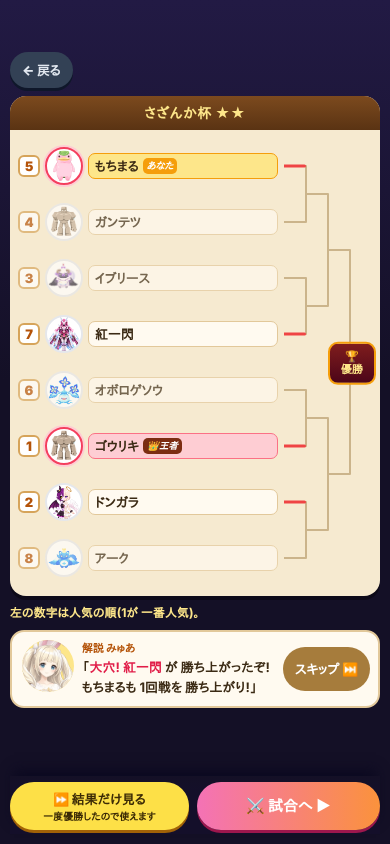 ← 戻る
さざんか杯 ★★
5 もちまる あなた
4 ガンテツ
3 イブリース
7 紅一閃
🏆
優勝
6 オボロゲソウ
1 ゴウリキ 👑王者
2 ドンガラ
8 アーク
左の数字は人気の順(1が 一番人気)。
解説 みゅあ
「大穴! 紅一閃 が 勝ち上がったぞ!
もちまるも 1回戦を 勝ち上がり!」
スキップ ⏩
⏩ 結果だけ見る
一度優勝したので使えます
⚔️ 試合へ ▶